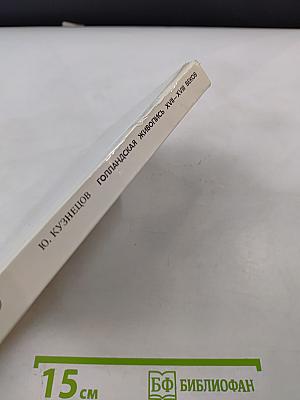 Ю. КУЗНЕЦОВ ГОЛЛАНДСКАЯ ЖИВОПИСЬ XVII–XVIII ВЕКОВ
15 см
БФ БИБЛИОФАН